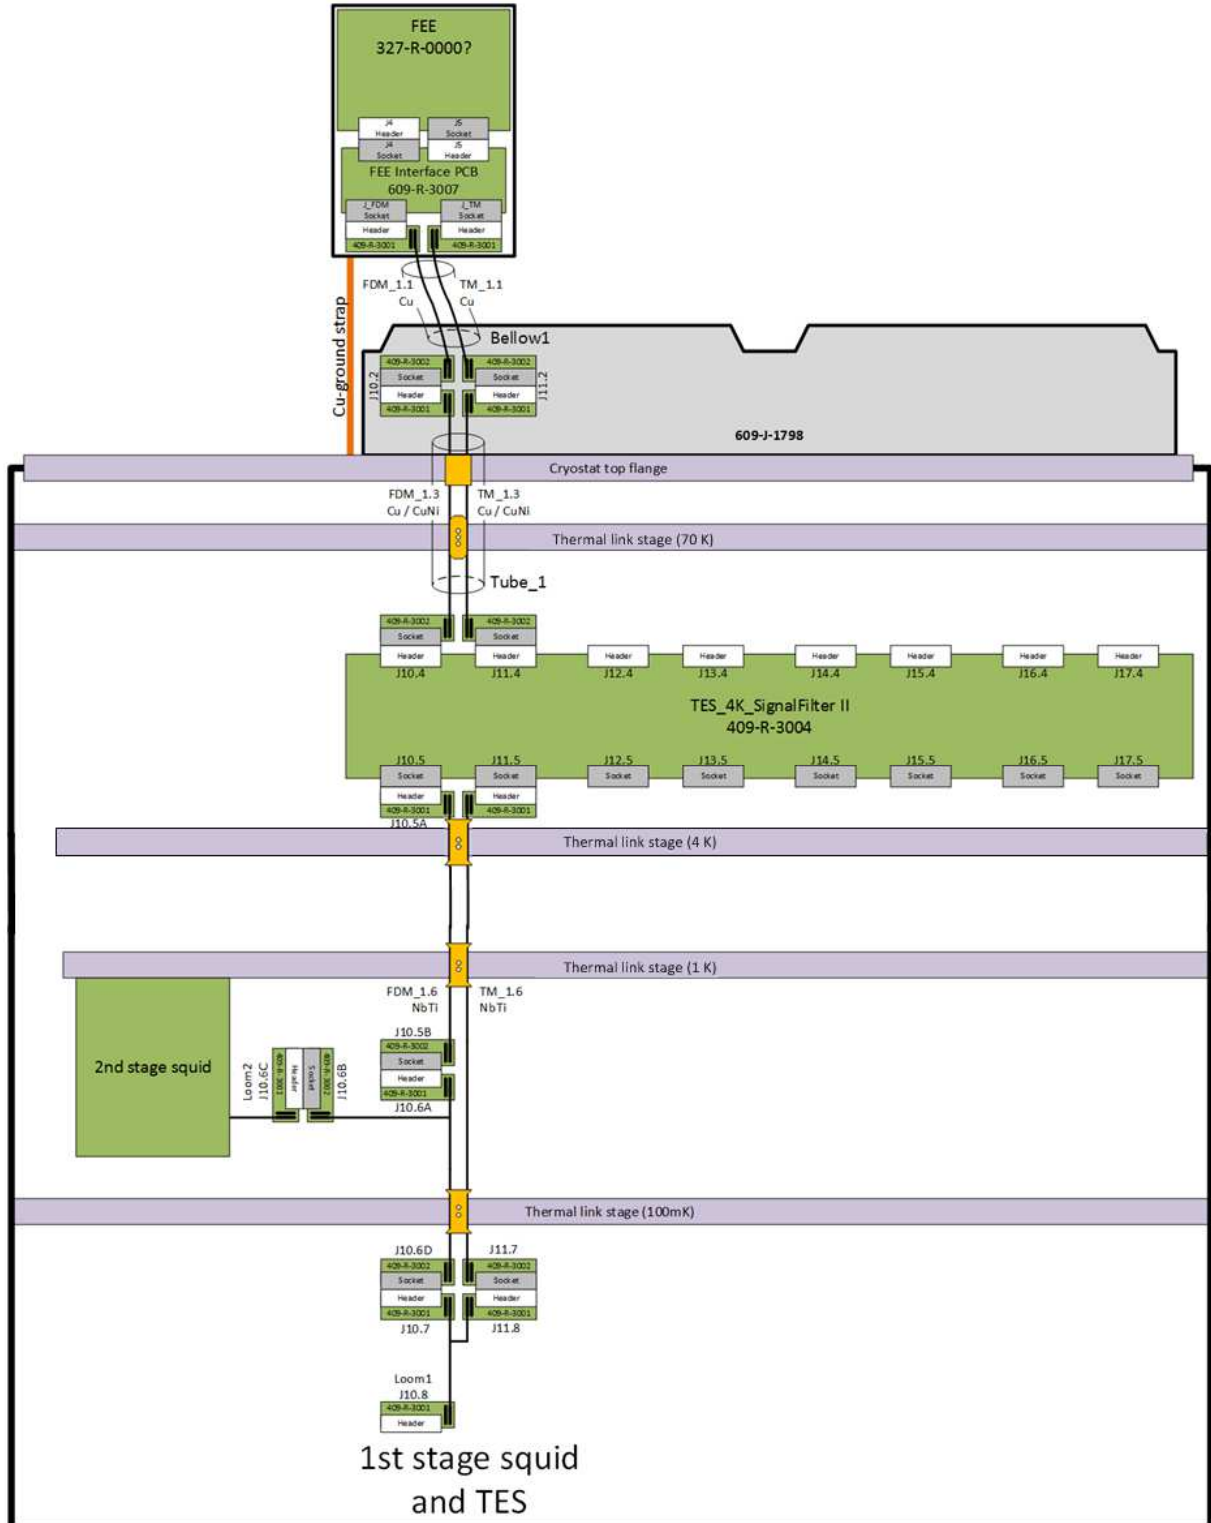 FEE
327-R-0000?
J4
Header
J5
Socket
J4
Socket
J5
Header
FEE Interface PCB
609-R-3007
J_FDM
Socket
J_TM
Socket
Header
Header
409-R-3001
409-R-3001
FDM_1.1
Cu
TM_1.1
Cu
Cu-ground strap
Bellow1
409-R-3002
409-R-3002
Socket
Socket
J10.2
J11.2
Header
Header
409-R-3001
409-R-3001
609-J-1798
Cryostat top flange
FDM_1.3
Cu / CuNi
TM_1.3
Cu / CuNi
Thermal link stage (70 K)
Tube_1
409-R-3002
409-R-3002
Socket
Socket
Header
Header
Header
Header
Header
Header
Header
Header
J10.4
J11.4
J12.4
J13.4
J14.4
J15.4
J16.4
J17.4
TES_4K_SignalFilter II
409-R-3004
J10.5
J11.5
J12.5
J13.5
J14.5
J15.5
J16.5
J17.5
Socket
Socket
Socket
Socket
Socket
Socket
Socket
Socket
Header
Header
409-R-3001
409-R-3001
J10.5A
Thermal link stage (4 K)
Thermal link stage (1 K)
FDM_1.6
NbTi
TM_1.6
NbTi
J10.5B
409-R-3002
Socket
Header
409-R-3001
J10.6A
2nd stage squid
Loom2
J10.6C
409-R-3001
Header
Socket
409-R-3002
J10.6B
Thermal link stage (100mK)
J10.6D
J11.7
409-R-3002
409-R-3002
Socket
Socket
Header
Header
409-R-3001
409-R-3001
J10.7
J11.8
Loom1
J10.8
409-R-3001
Header
1st stage squid
and TES